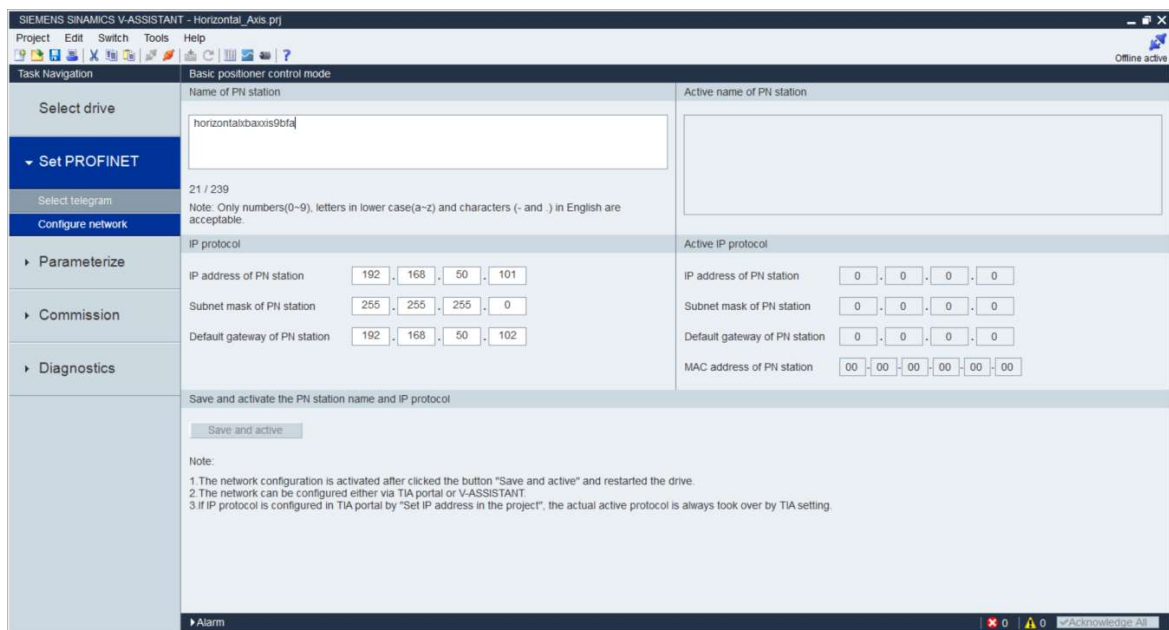 SIEMENS SINAMICS V-ASSISTANT - Horizontal_Axis.prj
Project Edit Switch Tools Help
Offline active
Task Navigation
Basic positioner control mode
Select drive
Set PROFINET
Select telegram
Configure network
Parameterize
Commission
Diagnostics
Name of PN station
horizontalxbaxxis9bfa
21 / 239
Note: Only numbers(0~9), letters in lower case(a~z) and characters (- and .) in English are
acceptable.
Active name of PN station
IP protocol
IP address of PN station 192 . 168 . 50 . 101
Subnet mask of PN station 255 . 255 . 255 . 0
Default gateway of PN station 192 . 168 . 50 . 102
Active IP protocol
IP address of PN station 0 . 0 . 0 . 0
Subnet mask of PN station 0 . 0 . 0 . 0
Default gateway of PN station 0 . 0 . 0 . 0
MAC address of PN station 00 - 00 - 00 - 00 - 00 - 00
Save and activate the PN station name and IP protocol
Save and active
Note:
1.The network configuration is activated after clicked the button "Save and active" and restarted the drive.
2.The network can be configured either via TIA portal or V-ASSISTANT.
3.If IP protocol is configured in TIA portal by "Set IP address in the project", the actual active protocol is always took over by TIA setting.
Alarm
0 0 Acknowledge All